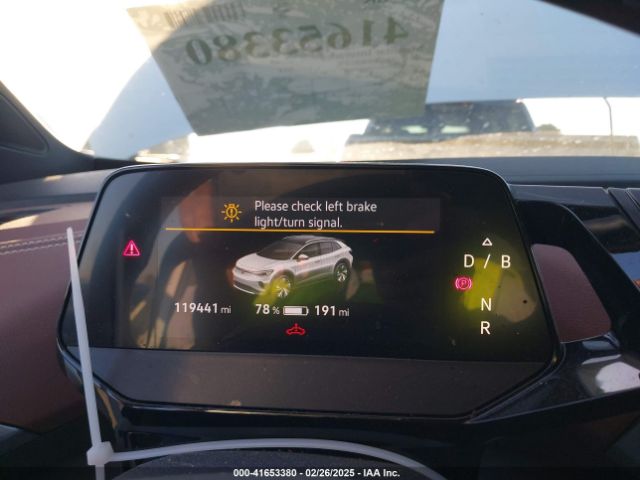 41653380
Please check left brake
light/turn signal.
D / B
P
N
R
119441 mi 78 % 191 mi
000-41653380 | 02/26/2025 | IAA Inc.